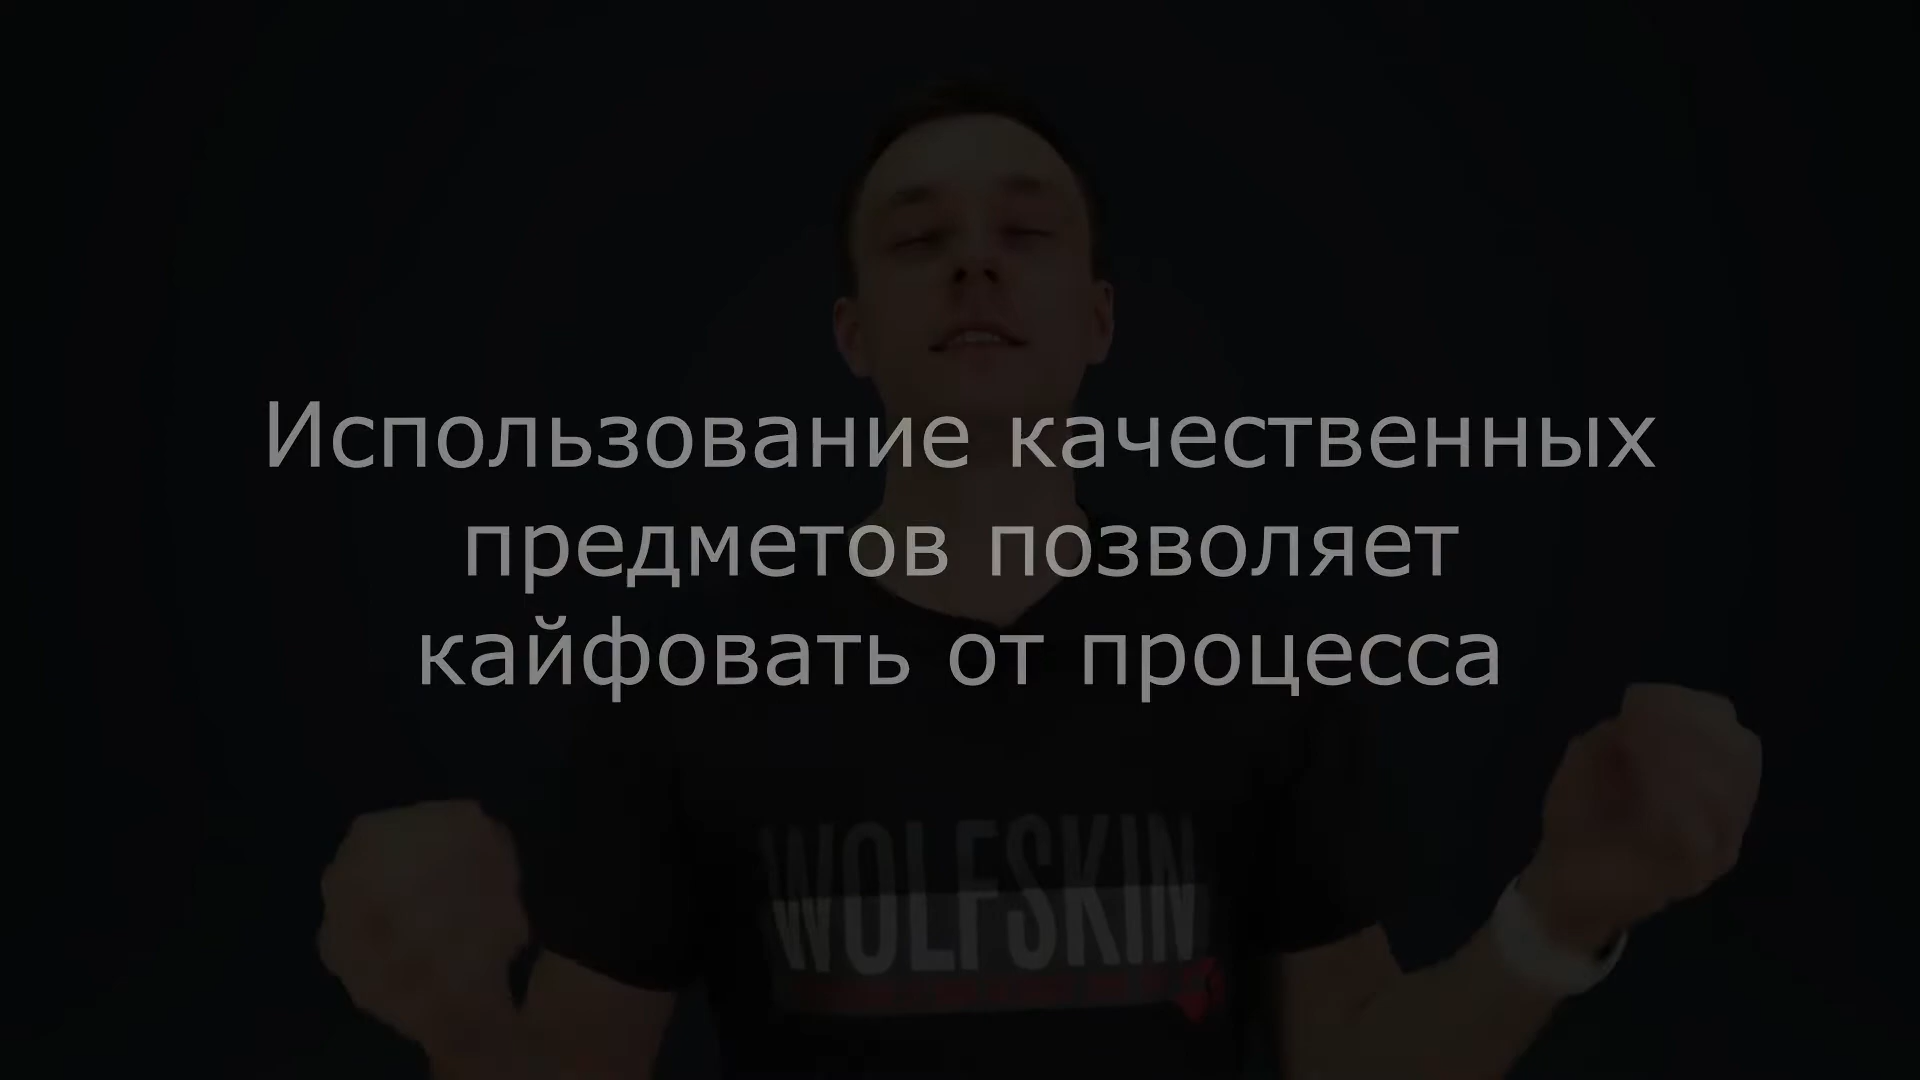 Использование качественных
предметов позволяет
кайфовать от процесса
WOLFSKIN